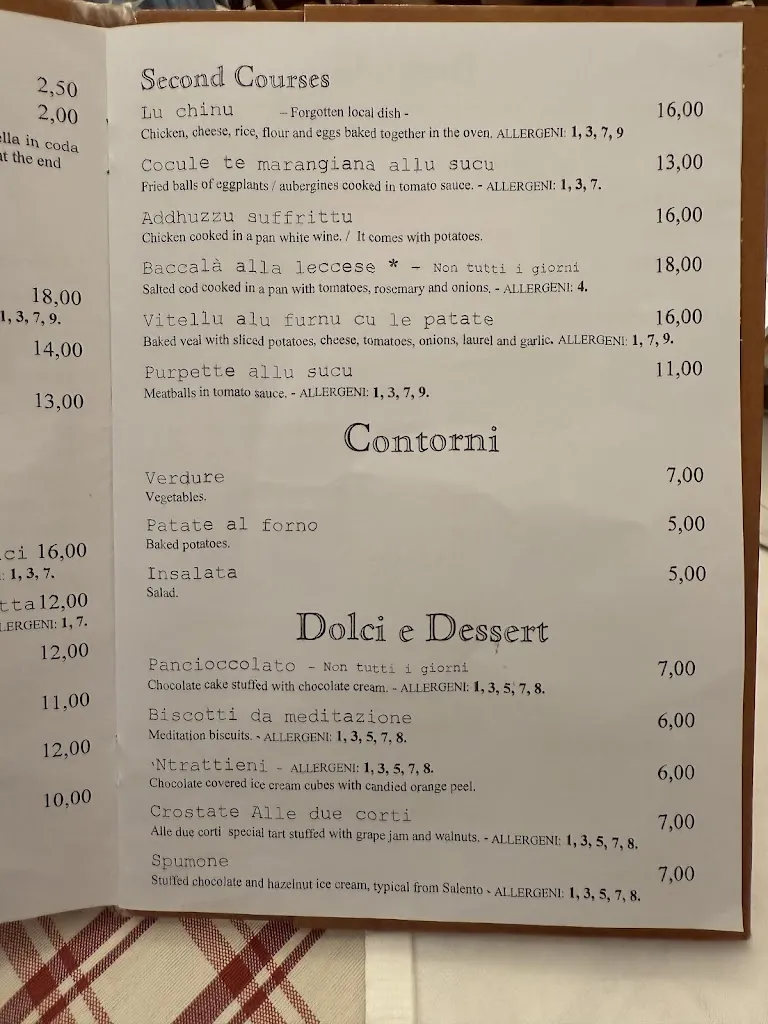 2,50
2,00
ella in coda
at the end
18,00
1, 3, 7, 9.
14,00
13,00
ci 16,00
: 1, 3, 7.
tta 12,00
LERGENI: 1, 7.
12,00
11,00
12,00
10,00
Second Courses
Lu chinu – Forgotten local dish - 16,00
Chicken, cheese, rice, flour and eggs baked together in the oven. ALLERGENI: 1, 3, 7, 9
Cocule te marangiana allu sucu 13,00
Fried balls of eggplants / aubergines cooked in tomato sauce. - ALLERGENI: 1, 3, 7.
Addhuzzu suffrittu 16,00
Chicken cooked in a pan white wine. / It comes with potatoes.
Baccalà alla leccese * – Non tutti i giorni 18,00
Salted cod cooked in a pan with tomatoes, rosemary and onions. - ALLERGENI: 4.
Vitellu alu furnu cu le patate 16,00
Baked veal with sliced potatoes, cheese, tomatoes, onions, laurel and garlic. ALLERGENI: 1, 7, 9.
Purpette allu sucu 11,00
Meatballs in tomato sauce. - ALLERGENI: 1, 3, 7, 9.
Contorni
Verdure 7,00
Vegetables.
Patate al forno 5,00
Baked potatoes.
Insalata 5,00
Salad.
Dolci e Dessert
Pancioccolato – Non tutti i giorni 7,00
Chocolate cake stuffed with chocolate cream. - ALLERGENI: 1, 3, 5, 7, 8.
Biscotti da meditazione 6,00
Meditation biscuits. - ALLERGENI: 1, 3, 5, 7, 8.
'Ntrattieni – ALLERGENI: 1, 3, 5, 7, 8. 6,00
Chocolate covered ice cream cubes with candied orange peel.
Crostate Alle due corti 7,00
Alle due corti special tart stuffed with grape jam and walnuts. - ALLERGENI: 1, 3, 5, 7, 8.
Spumone 7,00
Stuffed chocolate and hazelnut ice cream, typical from Salento - ALLERGENI: 1, 3, 5, 7, 8.